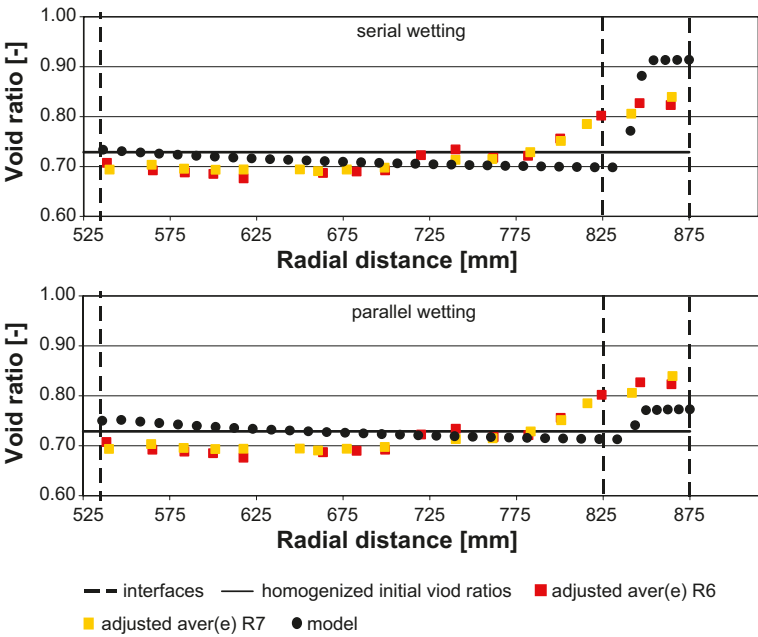 serial wetting
Void ratio [-]
1.00
0.90
0.80
0.70
0.60
525 575 625 675 725 775 825 875
Radial distance [mm]
parallel wetting
Void ratio [-]
1.00
0.90
0.80
0.70
0.60
525 575 625 675 725 775 825 875
Radial distance [mm]
interfaces homogenized initial viod ratios adjusted aver(e) R6
adjusted aver(e) R7 model